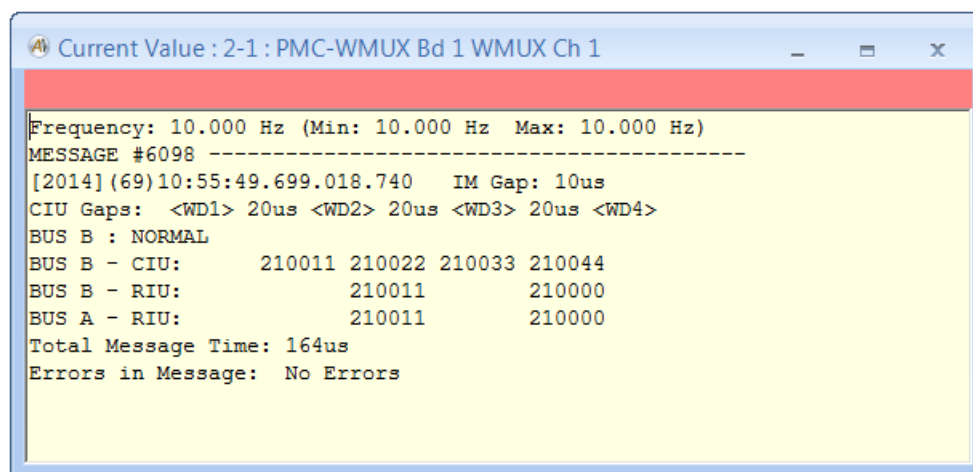 Current Value : 2-1 : PMC-WMUX Bd 1 WMUX Ch 1
Frequency: 10.000 Hz (Min: 10.000 Hz  Max: 10.000 Hz)
MESSAGE #6098 ------------------------------------------
[2014](69)10:55:49.699.018.740   IM Gap: 10us
CIU Gaps:  <WD1> 20us <WD2> 20us <WD3> 20us <WD4>
BUS B : NORMAL
BUS B - CIU:      210011 210022 210033 210044
BUS B - RIU:             210011        210000
BUS A - RIU:             210011        210000
Total Message Time: 164us
Errors in Message:  No Errors